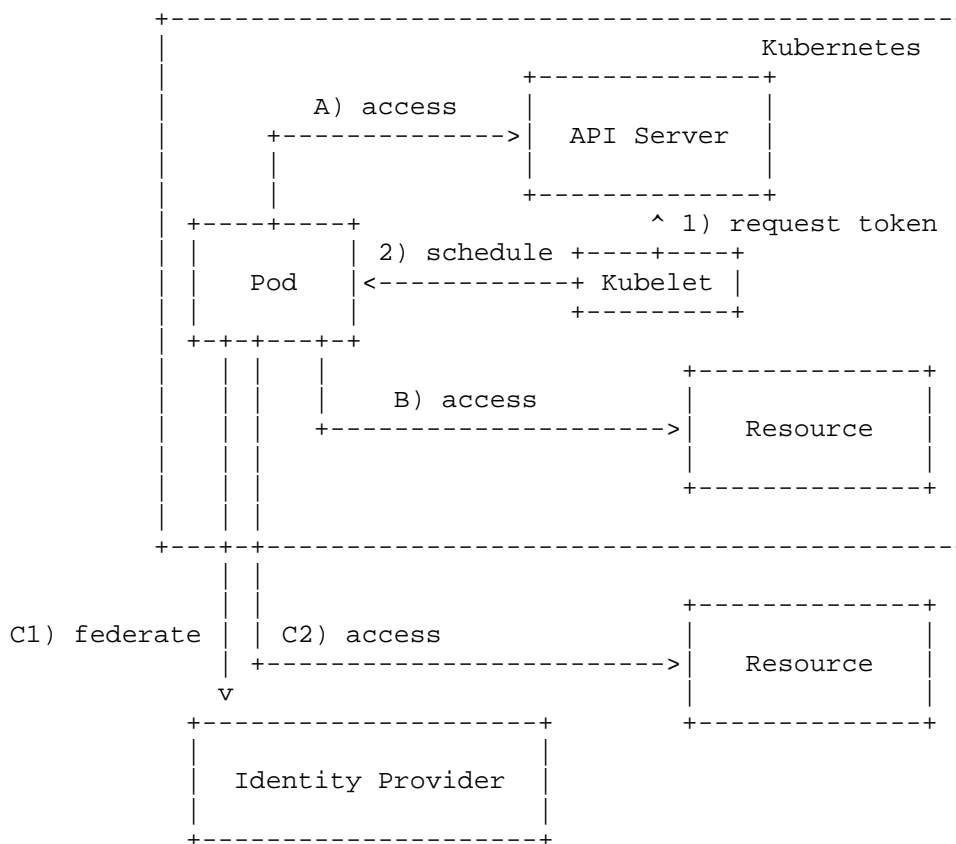 Kubernetes
A) access
API Server
1) request token
2) schedule
Pod
Kubelet
B) access
Resource
C1) federate
C2) access
Resource
Identity Provider